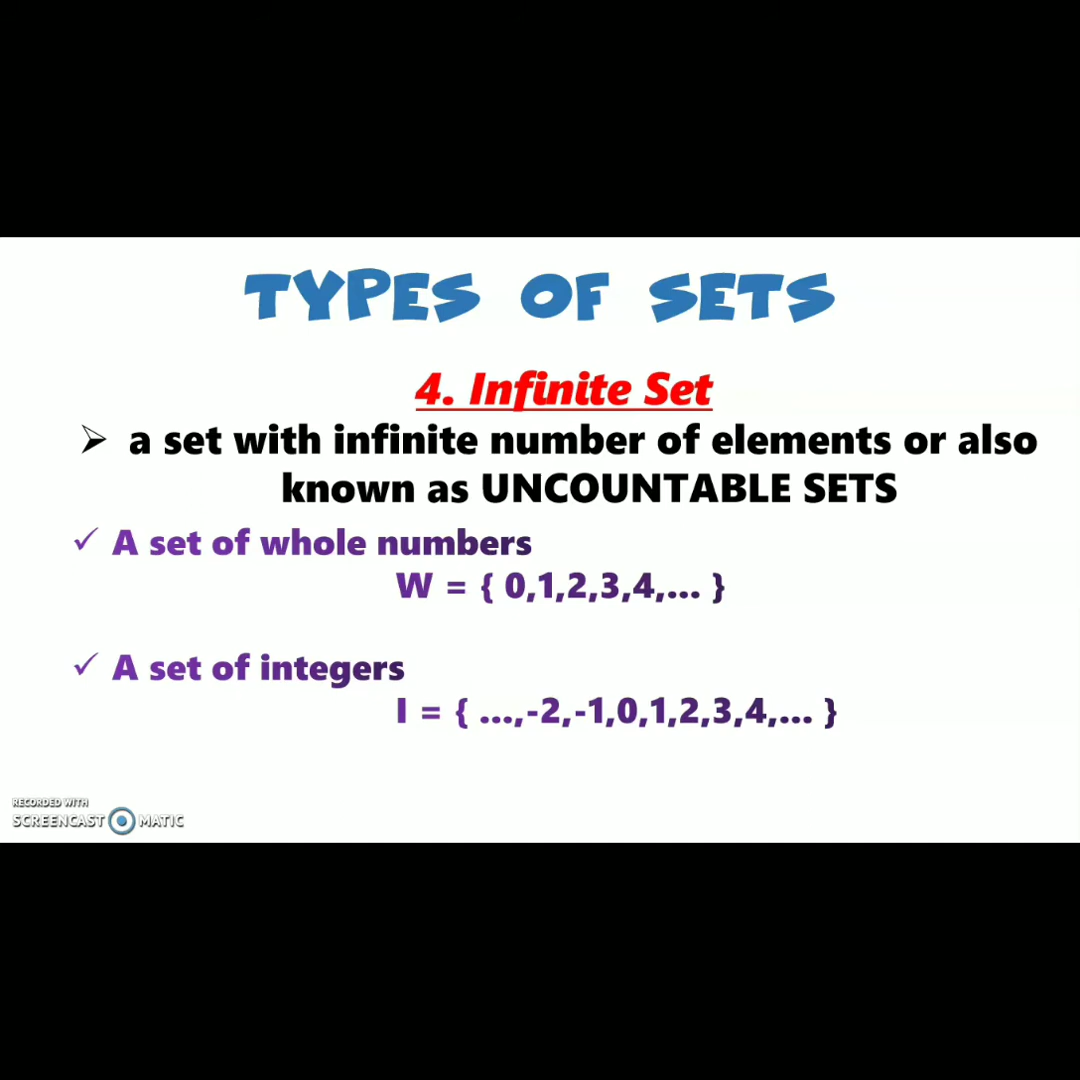 TYPES OF SETS
4. Infinite Set
➢ a set with infinite number of elements or also
known as UNCOUNTABLE SETS
✓ A set of whole numbers
W = { 0,1,2,3,4,... }
✓ A set of integers
I = { ...,-2,-1,0,1,2,3,4,... }
RECORDED WITH
SCREENCAST MATIC